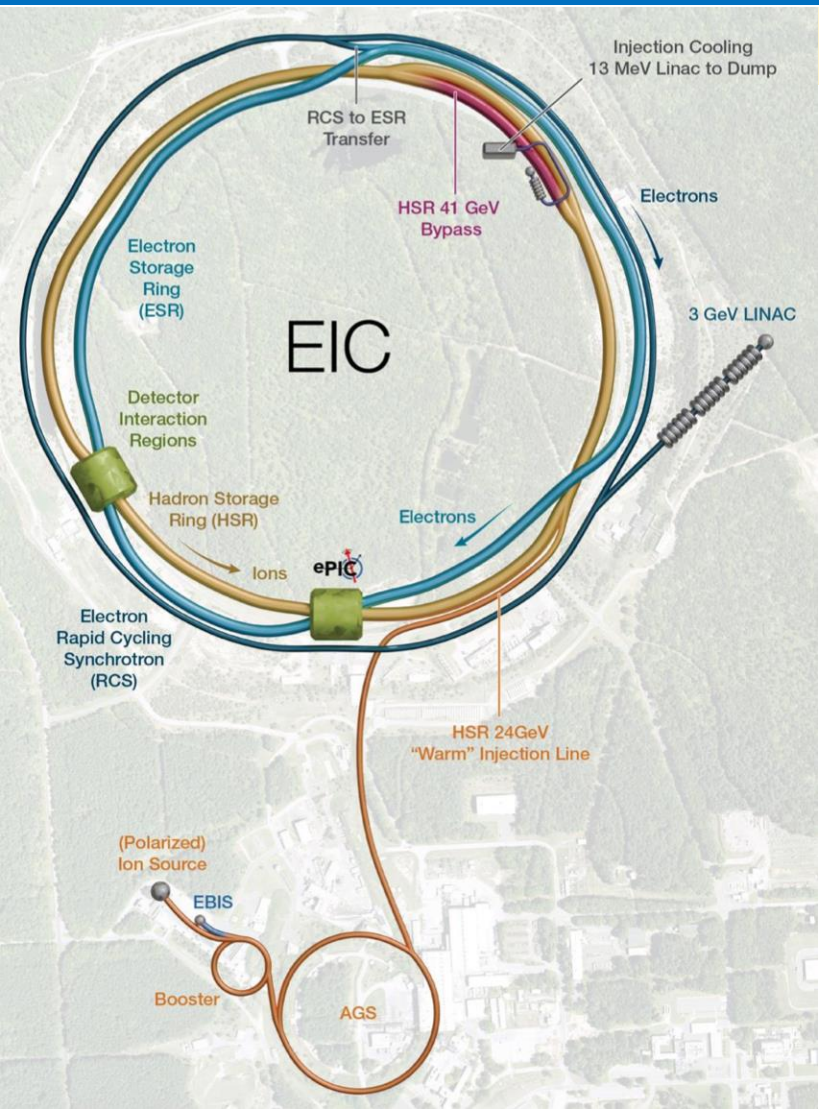 Injection Cooling
13 MeV Linac to Dump
RCS to ESR
Transfer
HSR 41 GeV
Bypass
Electrons
Electron
Storage
Ring
(ESR)
3 GeV LINAC
EIC
Detector
Interaction
Regions
Hadron Storage
Ring (HSR)
Electrons
Ions
ePIC
Electron
Rapid Cycling
Synchrotron
(RCS)
HSR 24GeV
“Warm” Injection Line
(Polarized)
Ion Source
EBIS
Booster
AGS